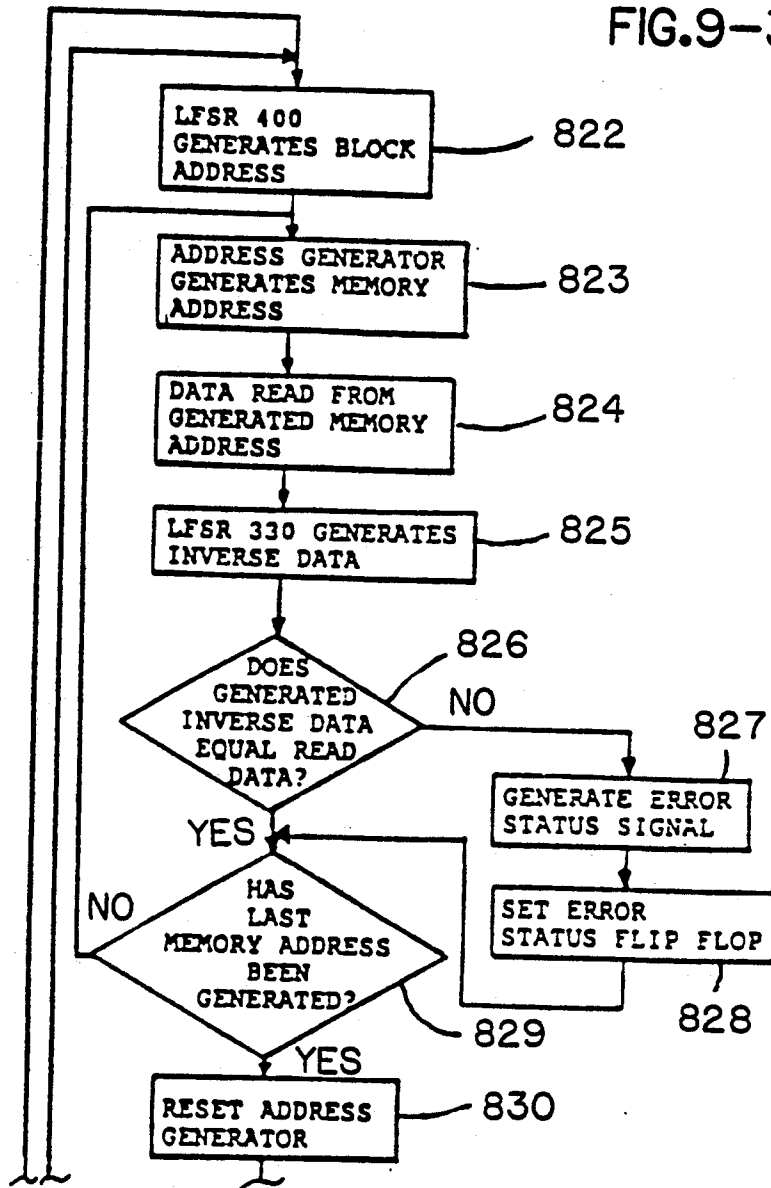 FIG.9-3
LFSR 400
GENERATES BLOCK
ADDRESS
822
ADDRESS GENERATOR
GENERATES MEMORY
ADDRESS
823
DATA READ FROM
GENERATED MEMORY
ADDRESS
824
LFSR 330 GENERATES
INVERSE DATA
825
DOES
GENERATED
INVERSE DATA
EQUAL READ
DATA?
826
NO
827
GENERATE ERROR
STATUS SIGNAL
YES
SET ERROR
STATUS FLIP FLOP
828
NO
HAS
LAST
MEMORY ADDRESS
BEEN
GENERATED?
829
YES
RESET ADDRESS
GENERATOR
830